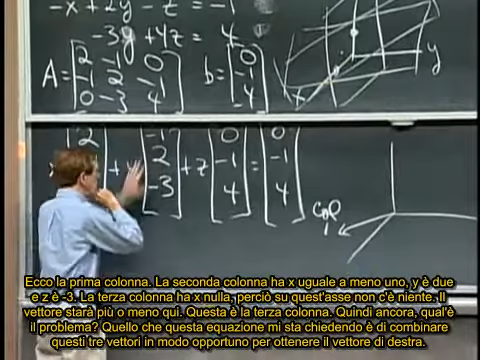 -x + 2y - z = -1
-3y + 4z = 4
A = [2 -1 0
-1 2 -1
0 -3 4]
b = [0
-1
4]
y
x
2 + y [-1 2 -3] + z [0 -1 4] = [0 -1 4]
col 1
Ecco la prima colonna. La seconda colonna ha x uguale a meno uno, y è due
e z è -3. La terza colonna ha x nulla, perciò su quest'asse non c'è niente. Il
vettore starà più o meno qui. Questa è la terza colonna. Quindi ancora, qual'è
il problema? Quello che questa equazione mi sta chiedendo è di combinare
questi tre vettori in modo opportuno per ottenere il vettore di destra.